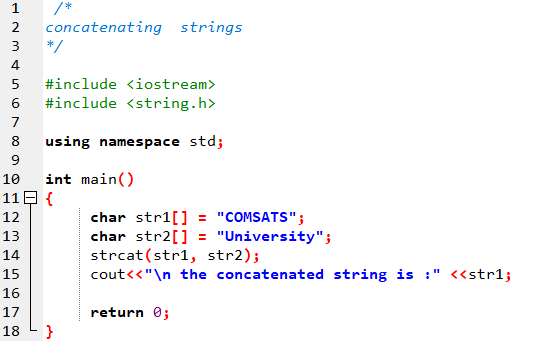 1 /*
2 concatenating  strings
3 */
4
5 #include <iostream>
6 #include <string.h>
7
8 using namespace std;
9
10 int main()
11 {
12     char str1[] = "COMSATS";
13     char str2[] = "University";
14     strcat(str1, str2);
15     cout<<"\n the concatenated string is :" <<str1;
16
17     return 0;
18 }